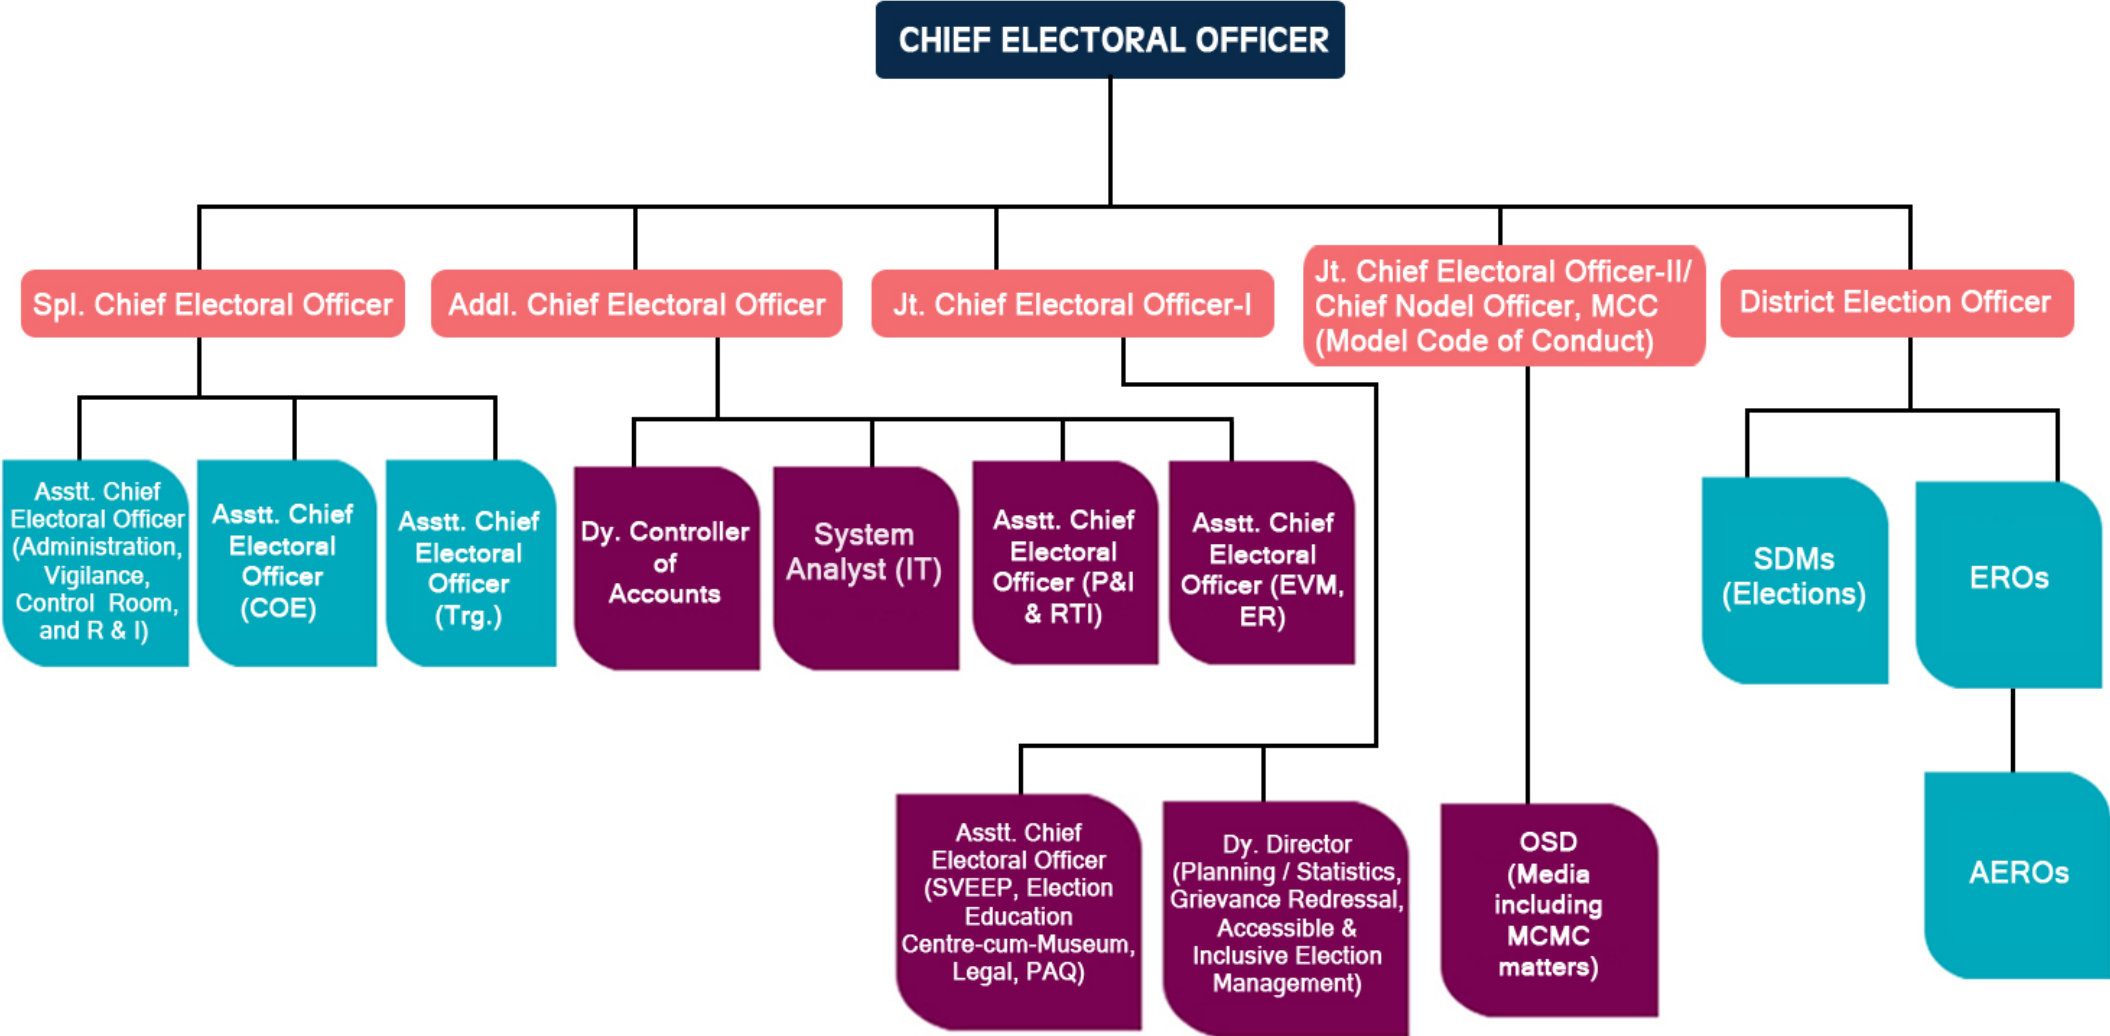 CHIEF ELECTORAL OFFICER
Spl. Chief Electoral Officer
Addl. Chief Electoral Officer
Jt. Chief Electoral Officer-I
Jt. Chief Electoral Officer-II/
Chief Nodel Officer, MCC
(Model Code of Conduct)
District Election Officer
Asstt. Chief
Electoral Officer
(Administration,
Vigilance,
Control Room,
and R & I)
Asstt. Chief
Electoral
Officer
(COE)
Asstt. Chief
Electoral
Officer
(Trg.)
Dy. Controller
of
Accounts
System
Analyst (IT)
Asstt. Chief
Electoral
Officer (P&I
& RTI)
Asstt. Chief
Electoral
Officer (EVM,
ER)
SDMs
(Elections)
EROs
Asstt. Chief
Electoral Officer
(SVEEP, Election
Education
Centre-cum-Museum,
Legal, PAQ)
Dy. Director
(Planning / Statistics,
Grievance Redressal,
Accessible &
Inclusive Election
Management)
OSD
(Media
including
MCMC
matters)
AEROs